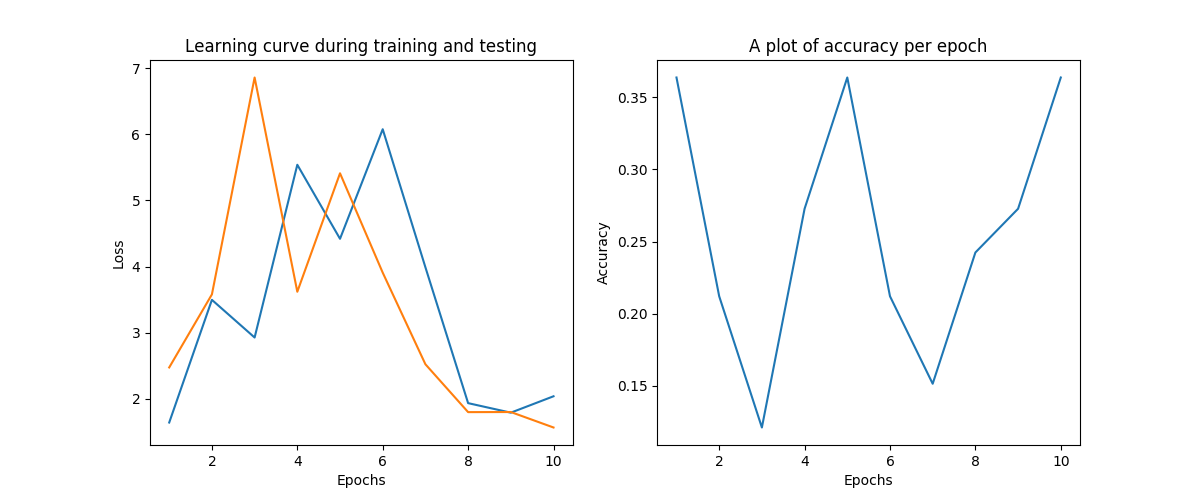 Learning curve during training and testing
7
6
5
4
3
2
Loss
2 4 6 8 10
Epochs
A plot of accuracy per epoch
0.35
0.30
0.25
0.20
0.15
Accuracy
2 4 6 8 10
Epochs